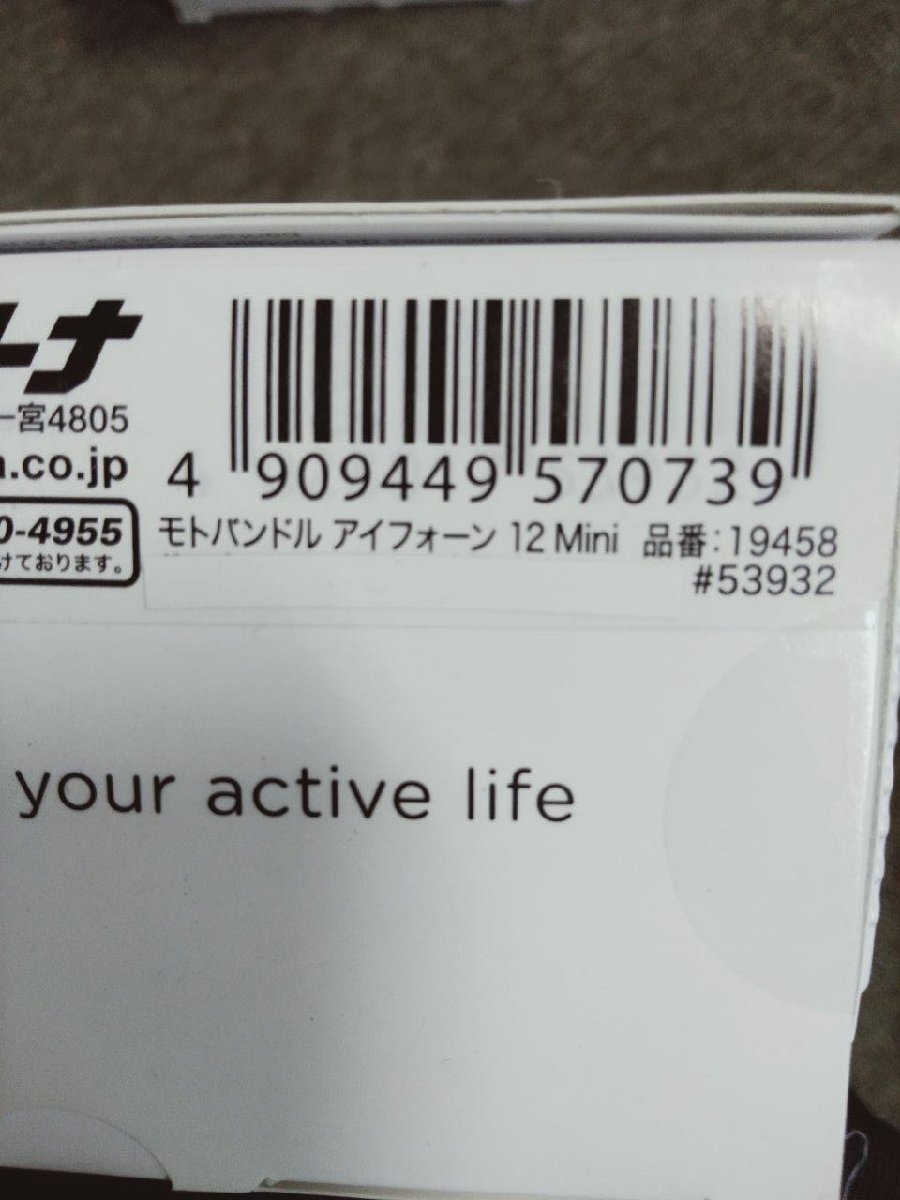 ーナ
一宮4805
.co.jp
0-4955
けております。
4 909449 570739
モトバンドル アイフォーン 12 Mini 品番:19458
#53932
your active life